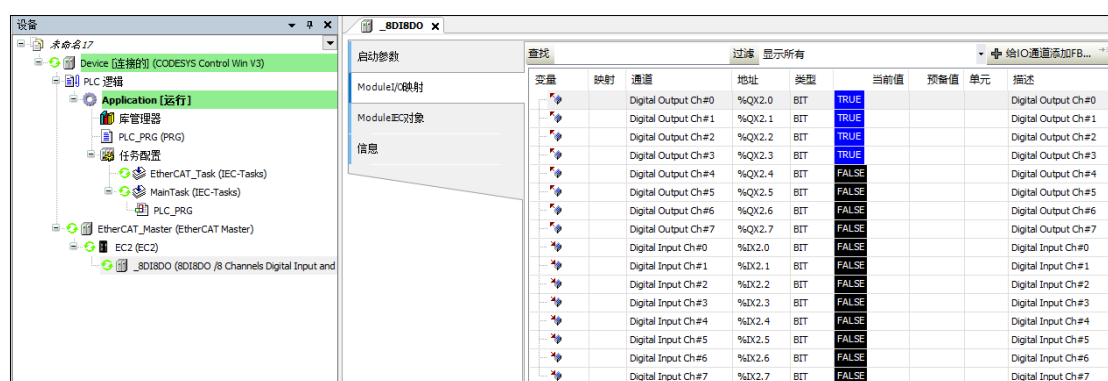 设备
未命名17
Device [连接的] (CODESYS Control Win V3)
PLC 逻辑
Application [运行]
库管理器
PLC_PRG (PRG)
任务配置
EtherCAT_Task (IEC-Tasks)
MainTask (IEC-Tasks)
PLC_PRG
EtherCAT_Master (EtherCAT Master)
EC2 (EC2)
_8DI8DO (8DI8DO /8 Channels Digital Input and
_8DI8DO
启动参数
ModuleI/O映射
ModuleIEC对象
信息
查找 过滤 显示所有 给IO通道添加FB...
变量 映射 通道 地址 类型 当前值 预备值 单元 描述
Digital Output Ch#0 %QX2.0 BIT TRUE Digital Output Ch#0
Digital Output Ch#1 %QX2.1 BIT TRUE Digital Output Ch#1
Digital Output Ch#2 %QX2.2 BIT TRUE Digital Output Ch#2
Digital Output Ch#3 %QX2.3 BIT TRUE Digital Output Ch#3
Digital Output Ch#4 %QX2.4 BIT FALSE Digital Output Ch#4
Digital Output Ch#5 %QX2.5 BIT FALSE Digital Output Ch#5
Digital Output Ch#6 %QX2.6 BIT FALSE Digital Output Ch#6
Digital Output Ch#7 %QX2.7 BIT FALSE Digital Output Ch#7
Digital Input Ch#0 %IX2.0 BIT FALSE Digital Input Ch#0
Digital Input Ch#1 %IX2.1 BIT FALSE Digital Input Ch#1
Digital Input Ch#2 %IX2.2 BIT FALSE Digital Input Ch#2
Digital Input Ch#3 %IX2.3 BIT FALSE Digital Input Ch#3
Digital Input Ch#4 %IX2.4 BIT FALSE Digital Input Ch#4
Digital Input Ch#5 %IX2.5 BIT FALSE Digital Input Ch#5
Digital Input Ch#6 %IX2.6 BIT FALSE Digital Input Ch#6
Digital Input Ch#7 %IX2.7 BIT FALSE Digital Input Ch#7